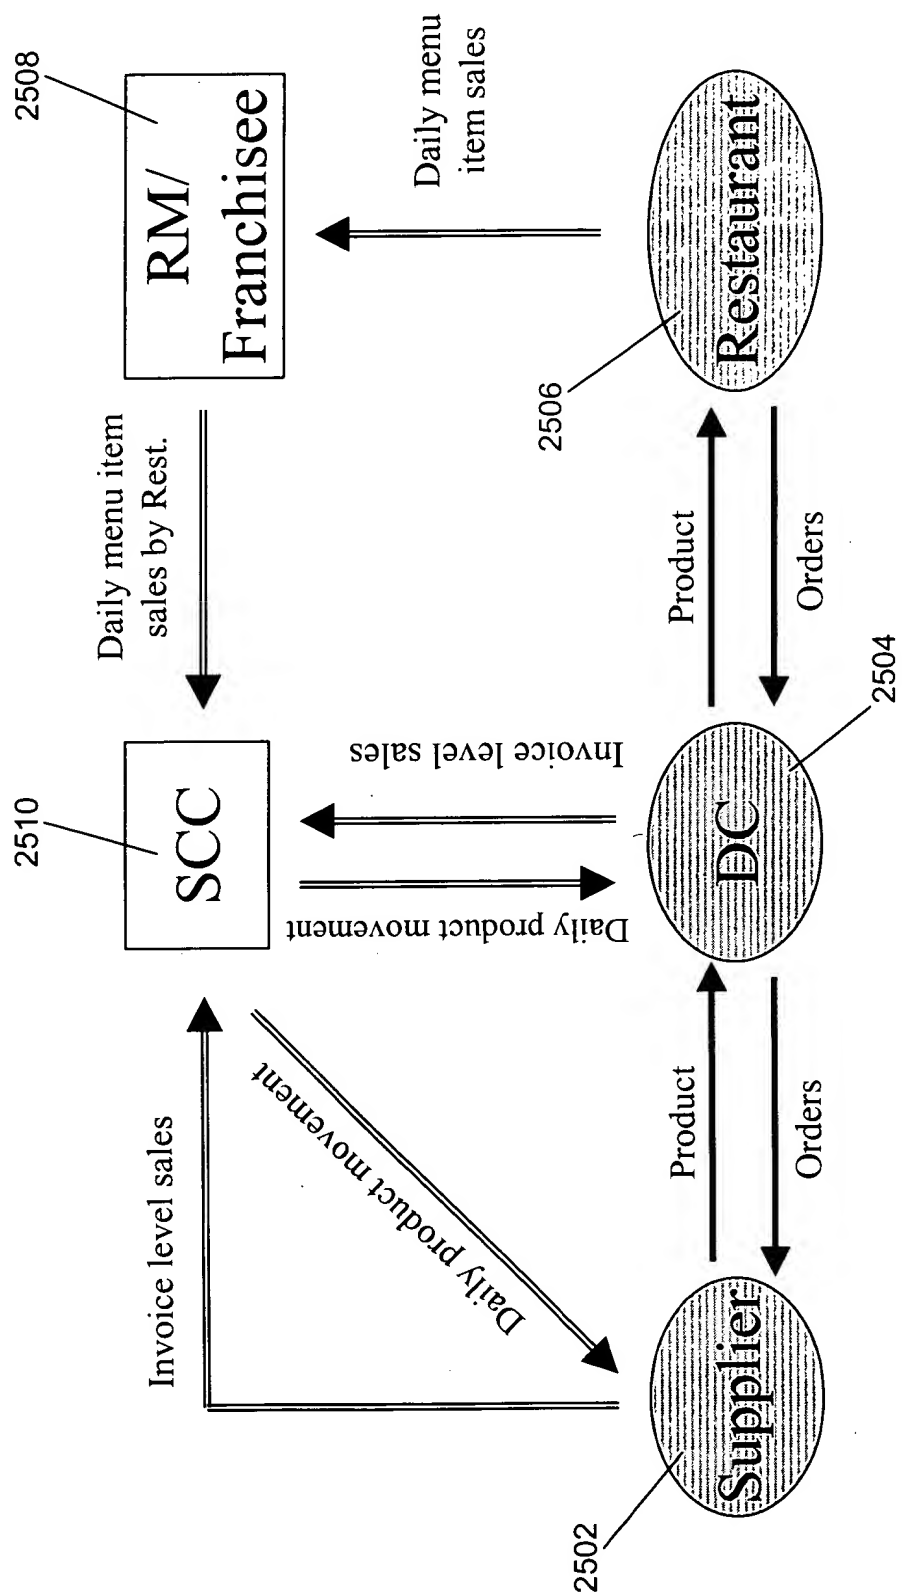 2510
SCC
Daily menu item
sales by Rest.
2508
RM/
Franchisee
Invoice level sales
Daily product movement
Daily product movement
Invoice level sales
Daily menu
item sales
2502
Supplier
Product
Orders
DC
2504
Product
Orders
2506
Restaurant